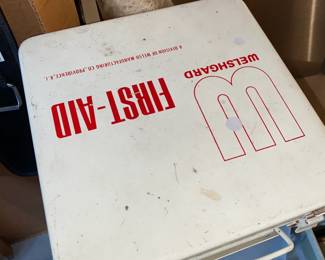 WELSHGARD
FIRST-AID
A DIVISION OF WELSH MANUFACTURING CO., PROVIDENCE, R.I.